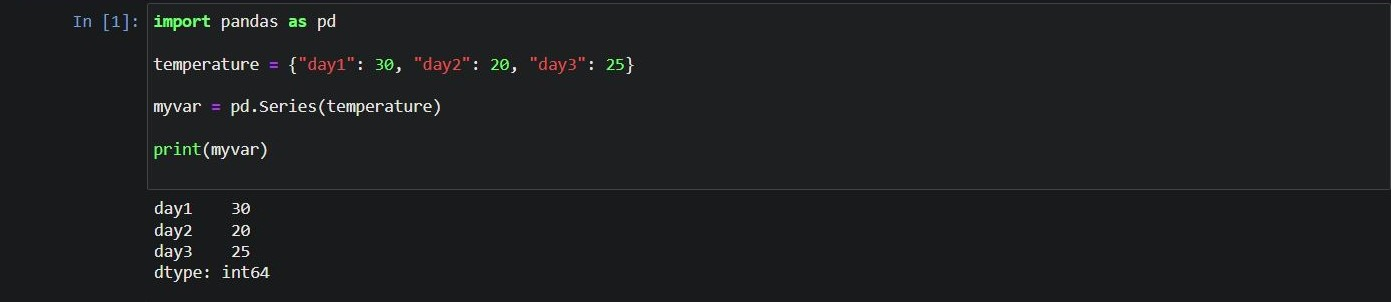 In [1]: import pandas as pd
temperature = {"day1": 30, "day2": 20, "day3": 25}
myvar = pd.Series(temperature)
print(myvar)
day1    30
day2    20
day3    25
dtype: int64